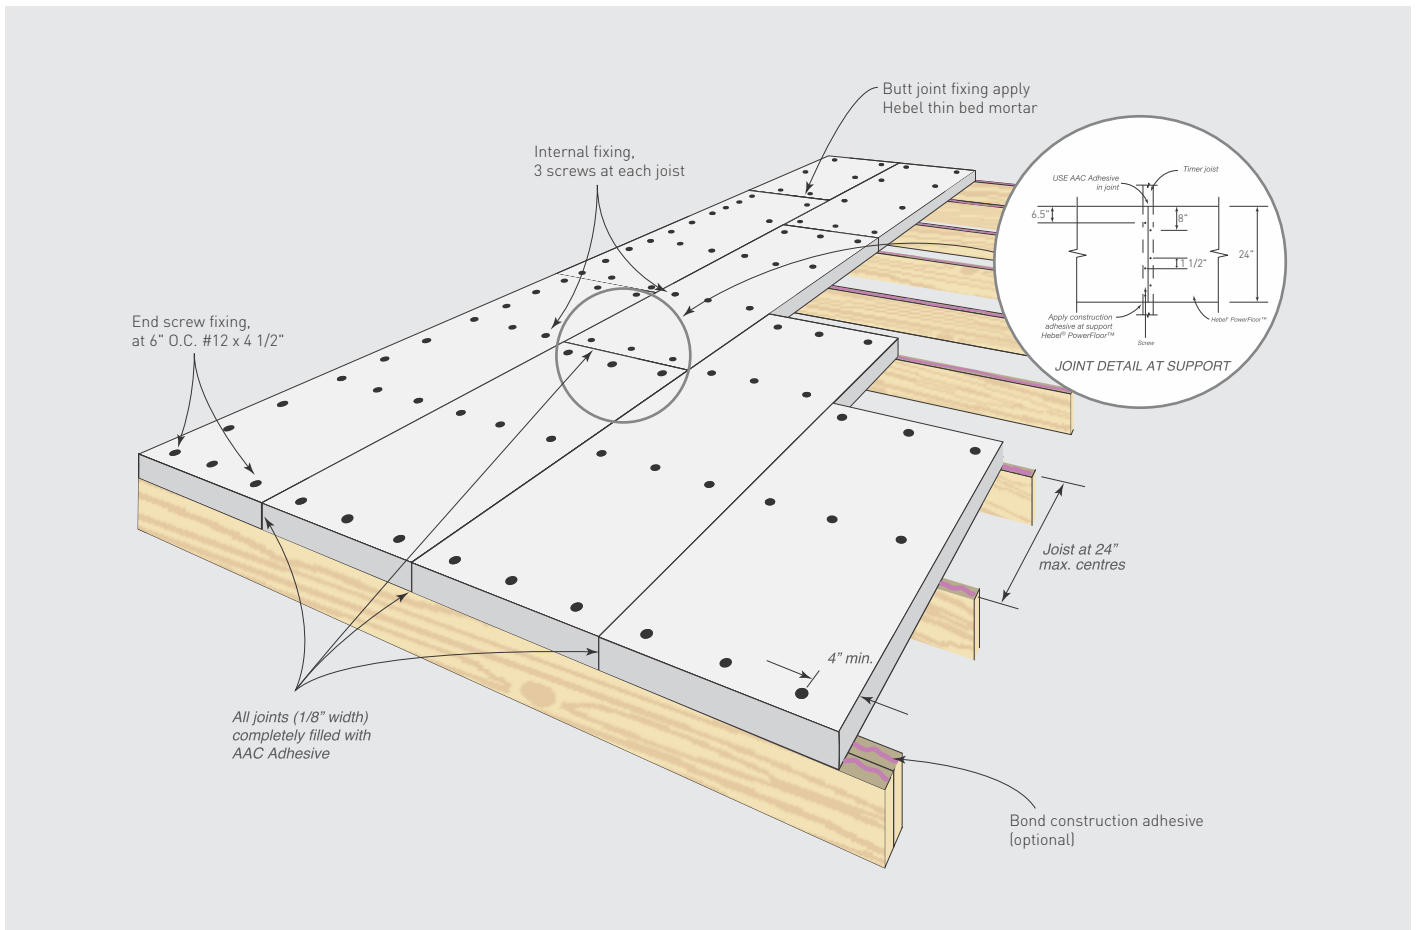 Butt joint fixing apply
Hebel thin bed mortar
Internal fixing,
3 screws at each joist
End screw fixing,
at 6" O.C. #12 x 4 1/2"
USE AAC Adhesive
in joint
Timer joist
6.5"
8"
1 1/2"
24"
Apply construction
adhesive at support
Hebel® PowerFloor™
Hebel® PowerFloor™
Screw
JOINT DETAIL AT SUPPORT
Joist at 24”
max. centres
4” min.
All joints (1/8” width)
completely filled with
AAC Adhesive
Bond construction adhesive
(optional)